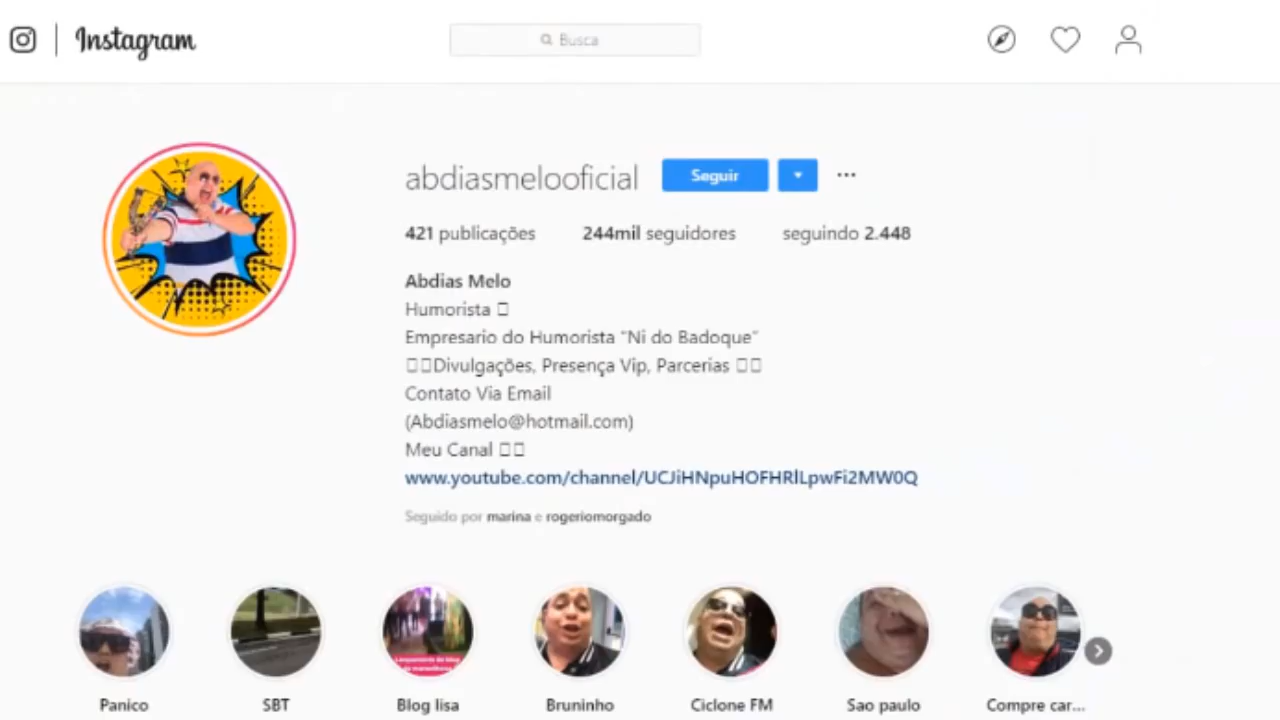 Instagram
Busca
abdiasmelooficial Seguir
421 publicações 244mil seguidores seguindo 2.448
Abdias Melo
Humorista
Empresario do Humorista "Ni do Badoque"
Divulgações, Presença Vip, Parcerias
Contato Via Email
(Abdiasmelo@hotmail.com)
Meu Canal
www.youtube.com/channel/UCJiHNpuHOFHRlLpwFi2MW0Q
Seguido por marina e rogeriomorgado
Panico SBT Blog lisa Bruninho Ciclone FM Sao paulo Compre car...